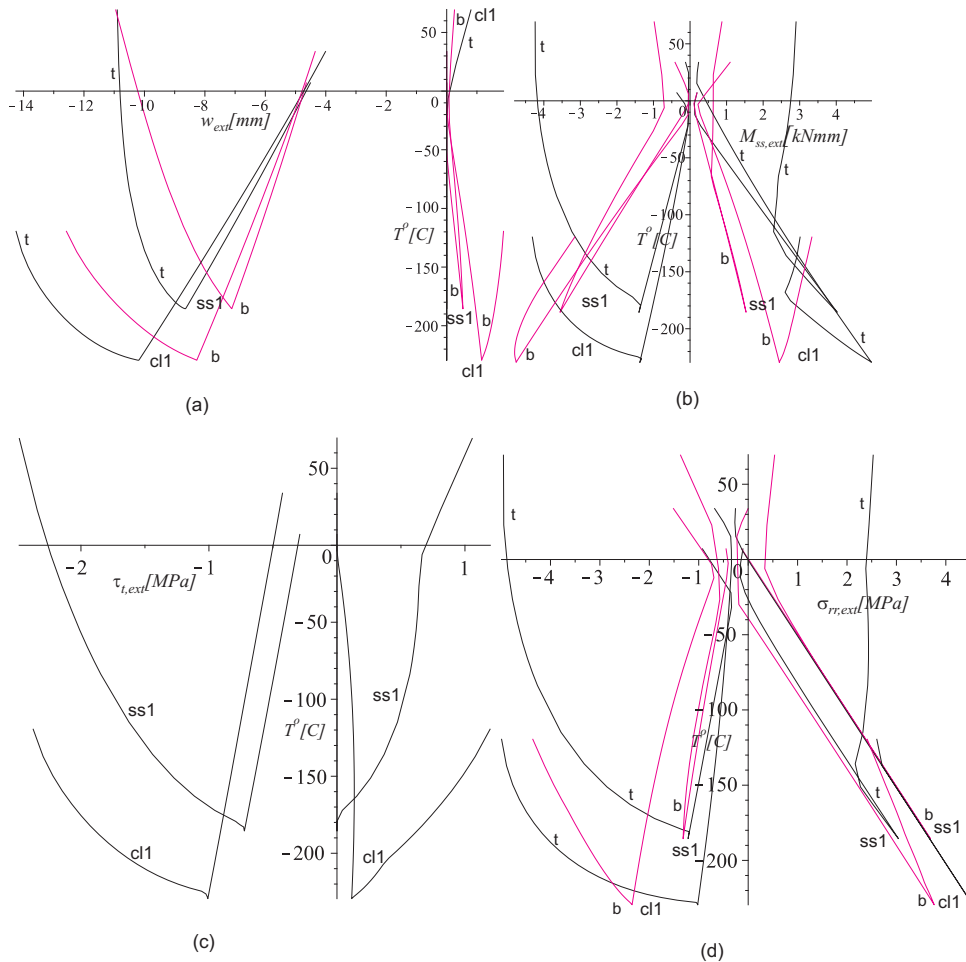 b
cl1
t
50
−14
−12
−10
−8
−6
−4
w_ext[mm]
0
t
t
−50
−100
T^o[C]
−150
ss1
b
b
ss1
−200
b
b
cl1
cl1
(a)
t
b
t
50
−4
−3
−2
−1
0
1
2
3
4
M_ss,ext[kNmm]
t
t
−50
−100
t
T^o[C]
b
−150
ss1
ss1
−200
b
cl1
cl1
t
(b)
50
−2
−1
0
1
τ_t,ext[MPa]
−50
ss1
ss1
−100
T^o[C]
−150
cl1
−200
cl1
(c)
50
t
t
−4
−3
−2
−1
0
1
2
3
4
σ_rr,ext[MPa]
−50
−100
T^o[C]
−150
t
t
b
b
t
ss1
ss1
ss1
−200
b
cl1
cl1
(d)